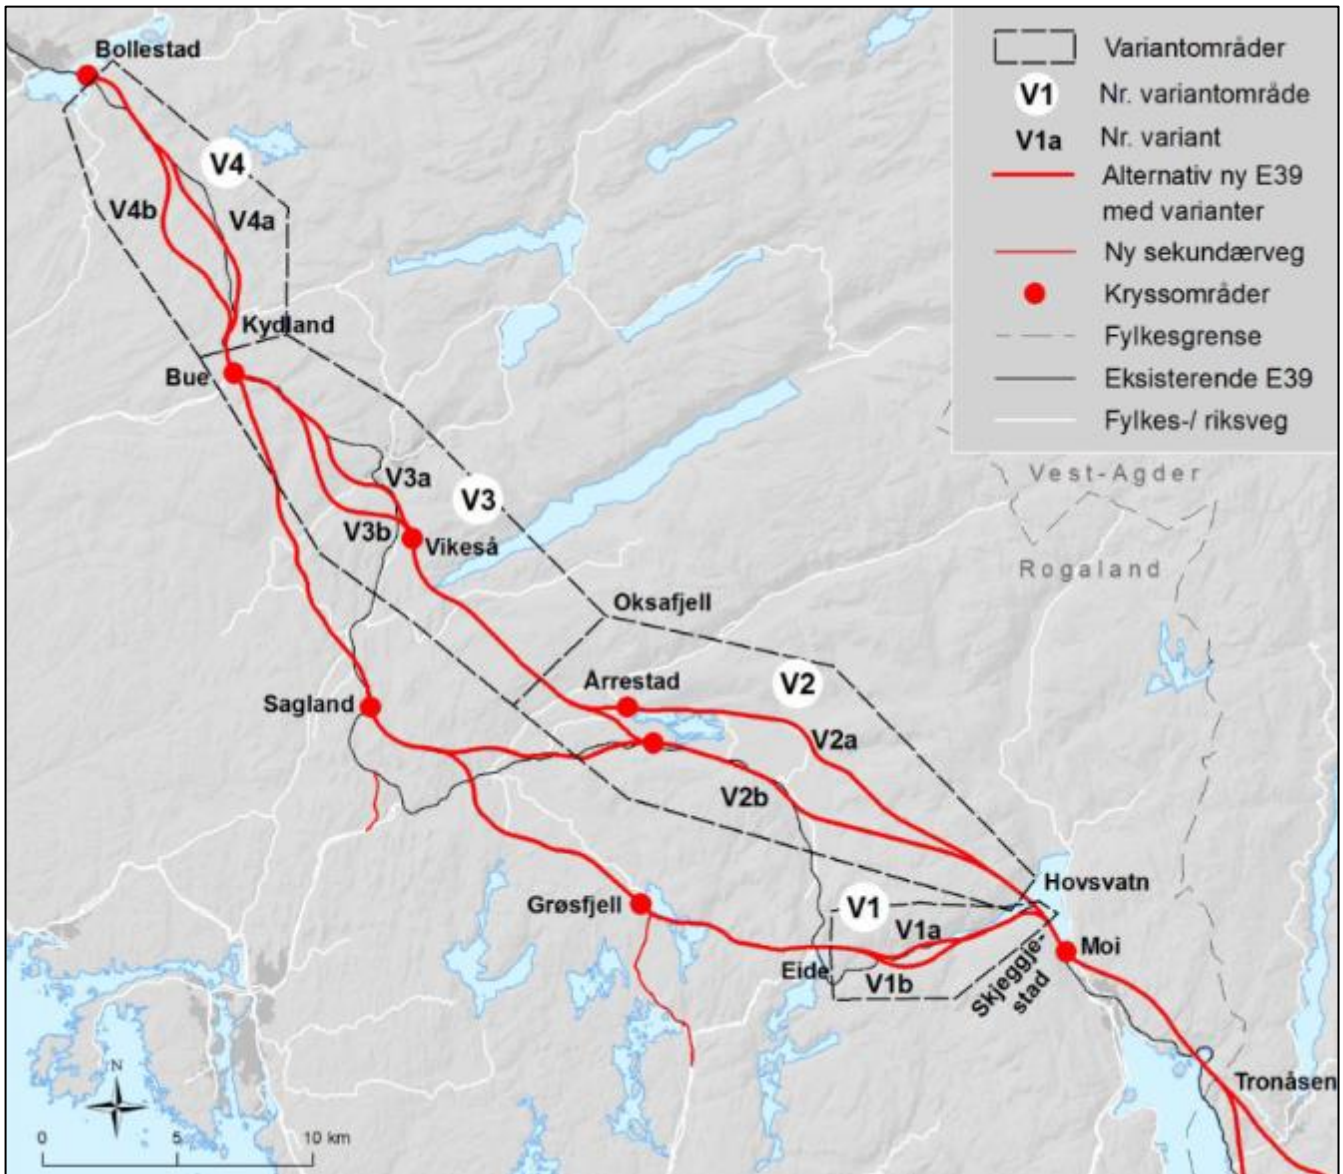 Bollestad
V4
V4b
V4a
Kydland
Bue
V3a
V3
V3b
Vikeså
Oksafjell
Årrestad
V2
Sagland
V2a
V2b
Hovsvatn
Grøsfjell
V1
V1a
Moi
Eide
V1b
Skjeggje-
stad
Tronåsen
Vest-Agder
Rogaland
N
0 5 10 km
Variantområder
V1 Nr. variantområde
V1a Nr. variant
Alternativ ny E39
med varianter
Ny sekundærveg
Kryssområder
Fylkesgrense
Eksisterende E39
Fylkes-/ riksveg